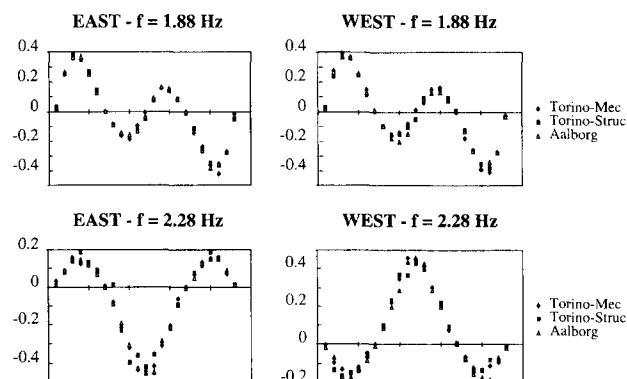 EAST - f = 1.88 Hz
0.4
0.2
0
-0.2
-0.4
WEST - f = 1.88 Hz
0.4
0.2
0
-0.2
-0.4
Torino-Mec
Torino-Struc
Aalborg
EAST - f = 2.28 Hz
0.2
0
-0.2
-0.4
WEST - f = 2.28 Hz
0.4
0.2
0
-0.2
Torino-Mec
Torino-Struc
Aalborg